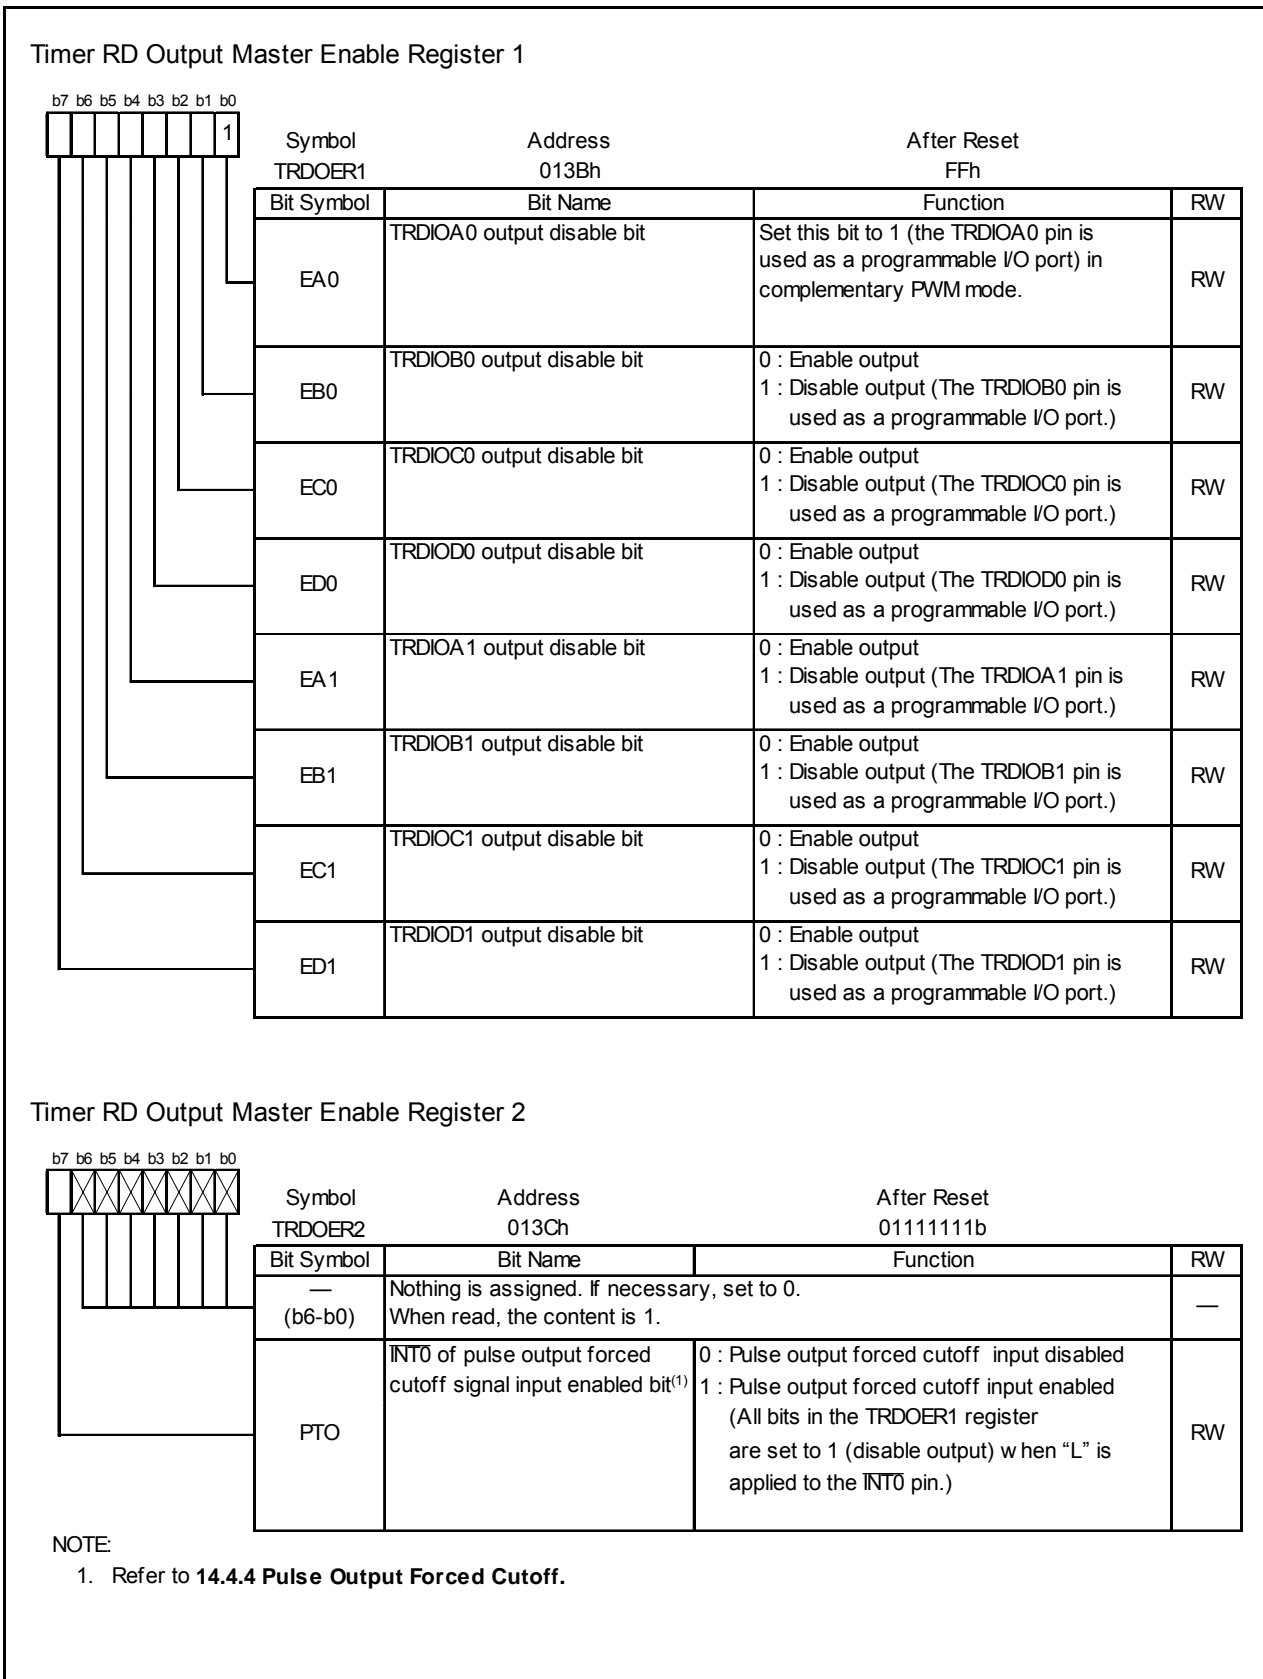 Timer RD Output Master Enable Register 1
b7 b6 b5 b4 b3 b2 b1 b0
1
Symbol Address After Reset
TRDOER1 013Bh FFh
Bit Symbol Bit Name Function RW
EA0
TRDIOA0 output disable bit
Set this bit to 1 (the TRDIOA0 pin is
used as a programmable I/O port) in
complementary PWM mode.
RW
EB0
TRDIOB0 output disable bit
0 : Enable output
1 : Disable output (The TRDIOB0 pin is
used as a programmable I/O port.)
RW
EC0
TRDIOC0 output disable bit
0 : Enable output
1 : Disable output (The TRDIOC0 pin is
used as a programmable I/O port.)
RW
ED0
TRDIOD0 output disable bit
0 : Enable output
1 : Disable output (The TRDIOD0 pin is
used as a programmable I/O port.)
RW
EA1
TRDIOA1 output disable bit
0 : Enable output
1 : Disable output (The TRDIOA1 pin is
used as a programmable I/O port.)
RW
EB1
TRDIOB1 output disable bit
0 : Enable output
1 : Disable output (The TRDIOB1 pin is
used as a programmable I/O port.)
RW
EC1
TRDIOC1 output disable bit
0 : Enable output
1 : Disable output (The TRDIOC1 pin is
used as a programmable I/O port.)
RW
ED1
TRDIOD1 output disable bit
0 : Enable output
1 : Disable output (The TRDIOD1 pin is
used as a programmable I/O port.)
RW
Timer RD Output Master Enable Register 2
b7 b6 b5 b4 b3 b2 b1 b0
Symbol Address After Reset
TRDOER2 013Ch 01111111b
Bit Symbol Bit Name Function RW
—
(b6-b0)
Nothing is assigned. If necessary, set to 0.
When read, the content is 1.
—
PTO
I̅N̅T̅0̅ of pulse output forced
cutoff signal input enabled bit(1)
0 : Pulse output forced cutoff input disabled
1 : Pulse output forced cutoff input enabled
(All bits in the TRDOER1 register
are set to 1 (disable output) when “L” is
applied to the I̅N̅T̅0̅ pin.)
RW
NOTE:
1. Refer to 14.4.4 Pulse Output Forced Cutoff.